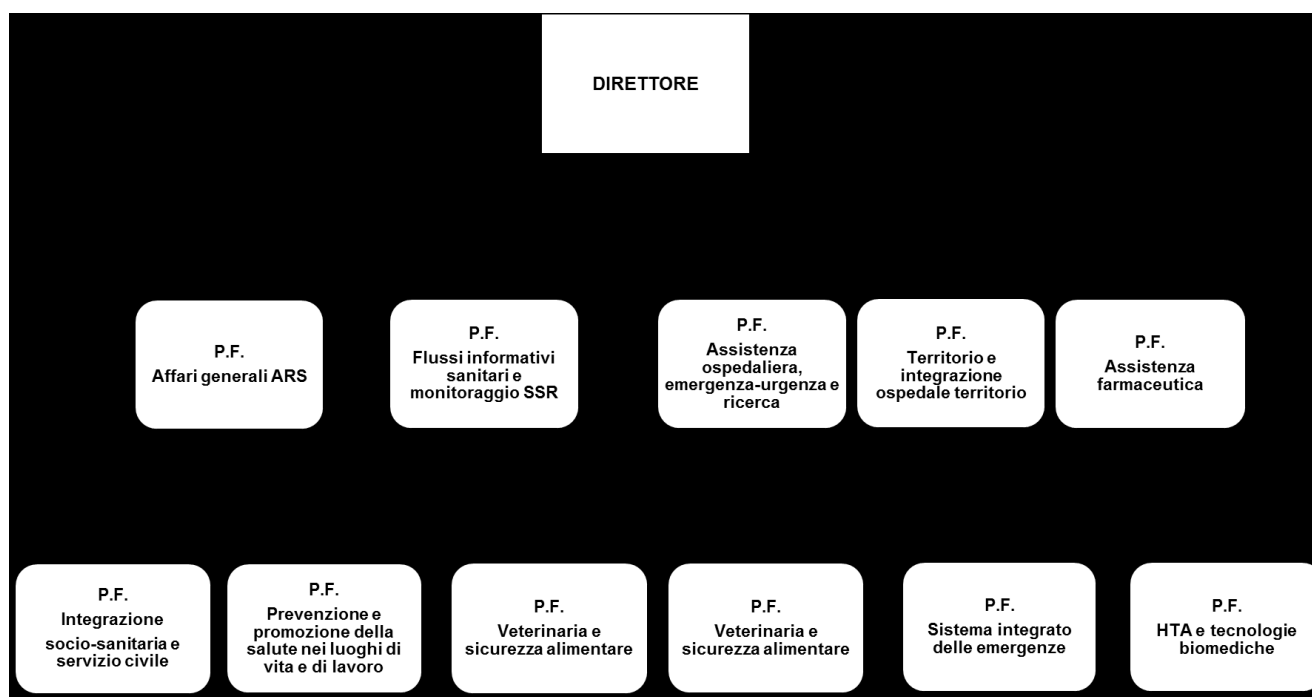 DIRETTORE
P.F.
Affari generali ARS
P.F.
Flussi informativi
sanitari e
monitoraggio SSR
P.F.
Assistenza
ospedaliera,
emergenza-urgenza e
ricerca
P.F.
Territorio e
integrazione
ospedale territorio
P.F.
Assistenza
farmaceutica
P.F.
Integrazione
socio-sanitaria e
servizio civile
P.F.
Prevenzione e
promozione della
salute nei luoghi di
vita e di lavoro
P.F.
Veterinaria e
sicurezza alimentare
P.F.
Veterinaria e
sicurezza alimentare
P.F.
Sistema integrato
delle emergenze
P.F.
HTA e tecnologie
biomediche